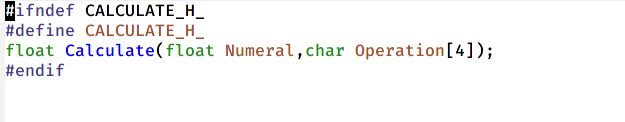 #ifndef CALCULATE_H_
#define CALCULATE_H_
float Calculate(float Numeral,char Operation[4]);
#endif